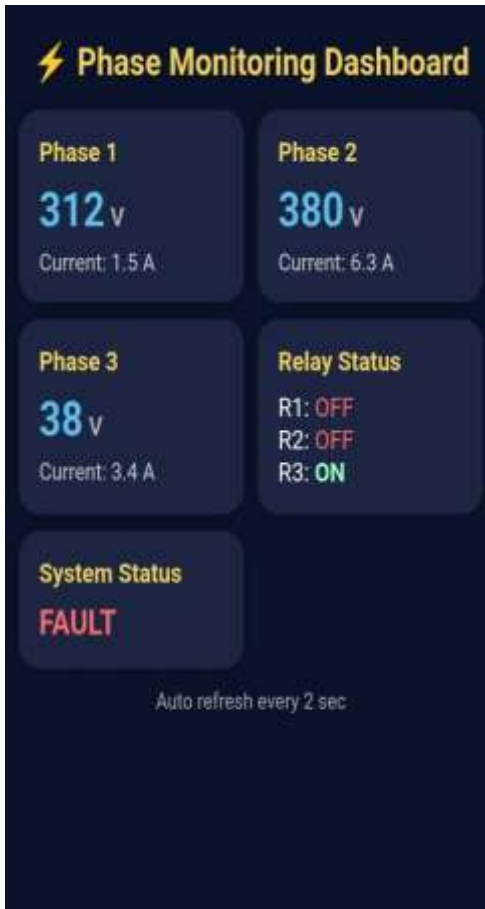 ⚡ Phase Monitoring Dashboard
Phase 1
312 V
Current: 1.5 A
Phase 2
380 V
Current: 6.3 A
Phase 3
38 V
Current: 3.4 A
Relay Status
R1: OFF
R2: OFF
R3: ON
System Status
FAULT
Auto refresh every 2 sec